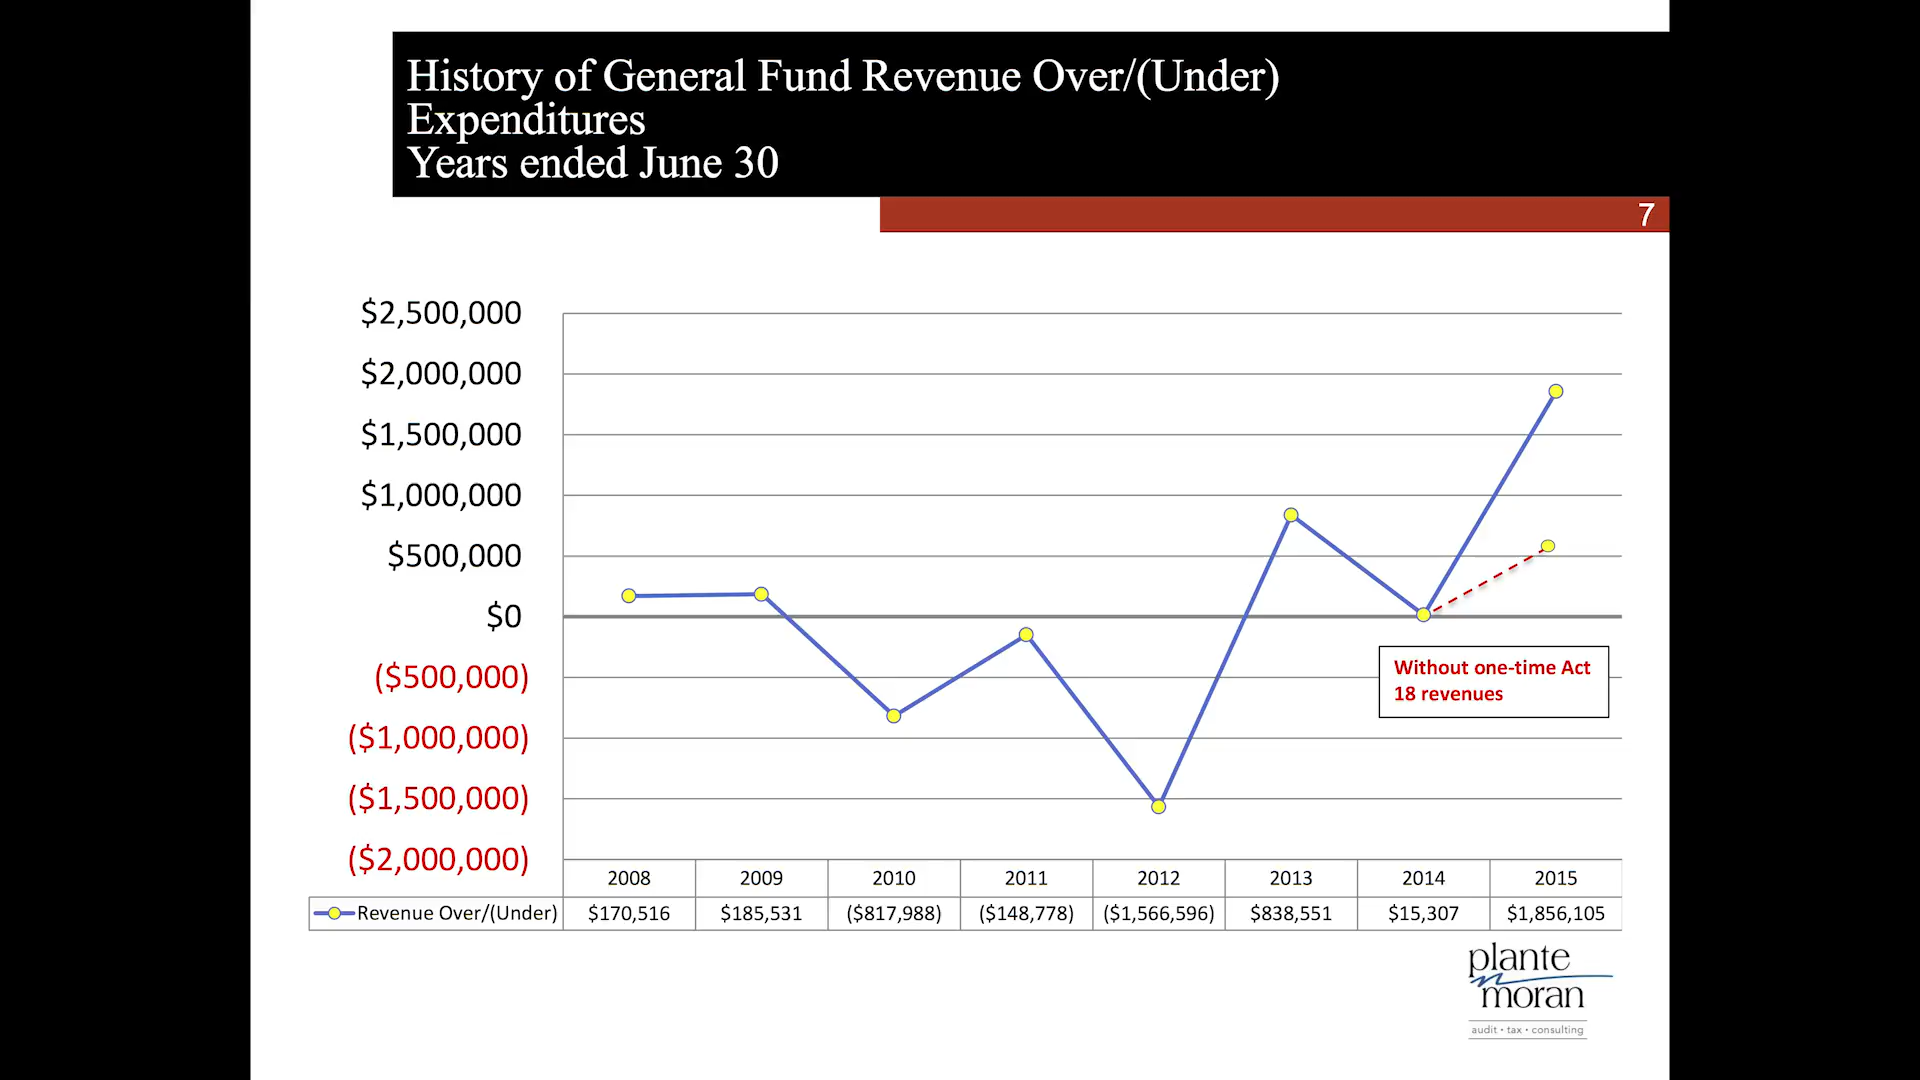 History of General Fund Revenue Over/(Under)
Expenditures
Years ended June 30
7
$2,500,000
$2,000,000
$1,500,000
$1,000,000
$500,000
$0
($500,000)
($1,000,000)
($1,500,000)
($2,000,000)
Without one-time Act
18 revenues
2008 2009 2010 2011 2012 2013 2014 2015
Revenue Over/(Under) $170,516 $185,531 ($817,988) ($148,778) ($1,566,596) $838,551 $15,307 $1,856,105
plante
moran
audit • tax • consulting